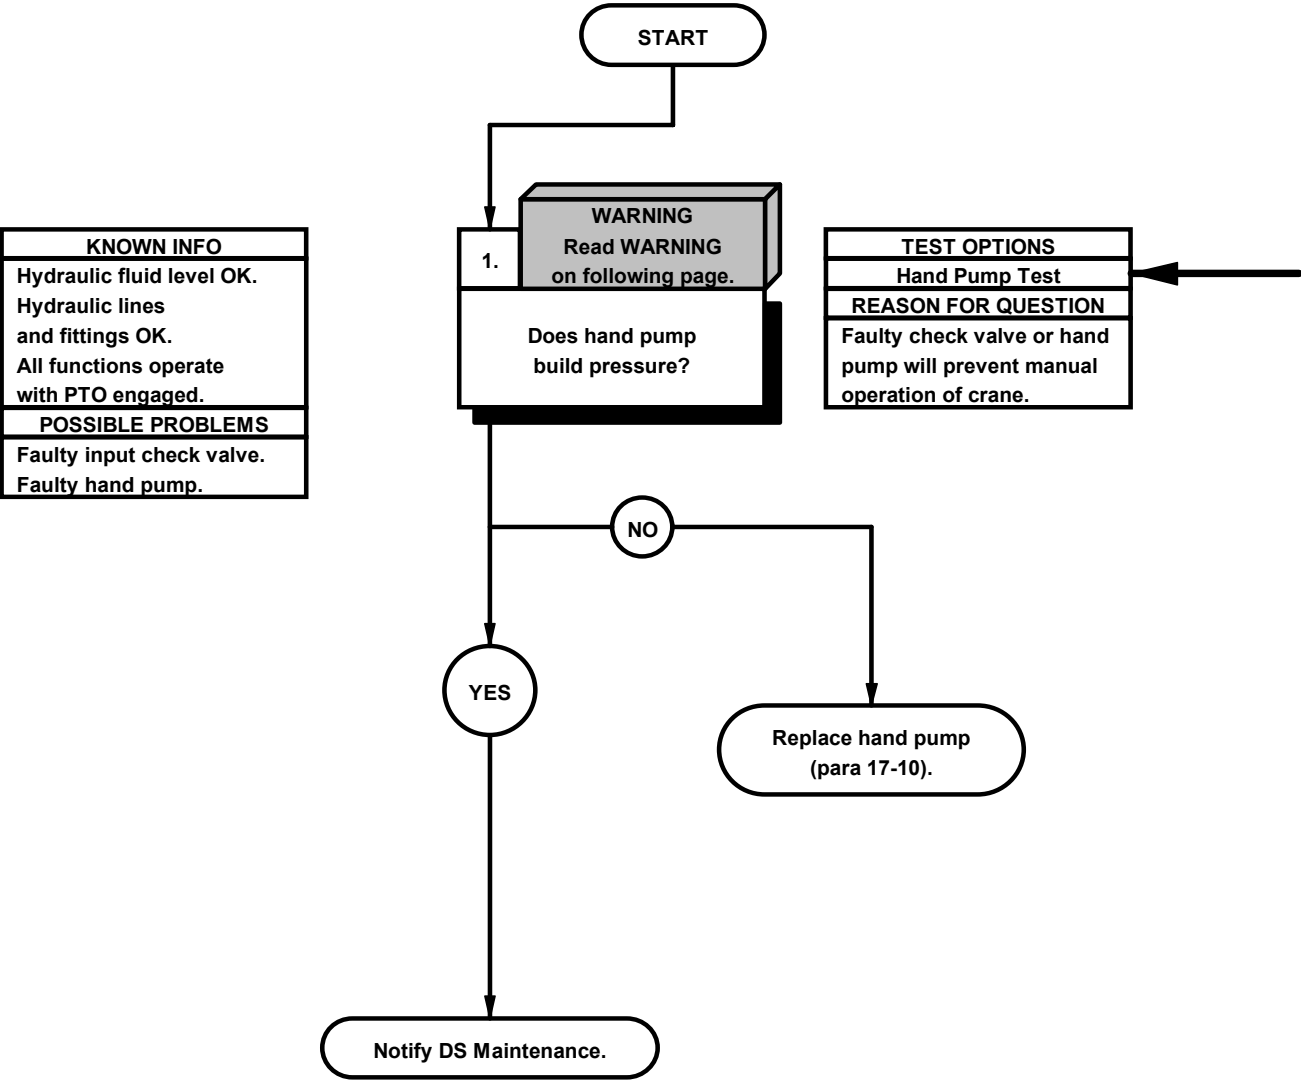 START
KNOWN INFO
Hydraulic fluid level OK.
Hydraulic lines
and fittings OK.
All functions operate
with PTO engaged.
POSSIBLE PROBLEMS
Faulty input check valve.
Faulty hand pump.
1.
WARNING
Read WARNING
on following page.
Does hand pump
build pressure?
TEST OPTIONS
Hand Pump Test
REASON FOR QUESTION
Faulty check valve or hand
pump will prevent manual
operation of crane.
NO
YES
Replace hand pump
(para 17-10).
Notify DS Maintenance.